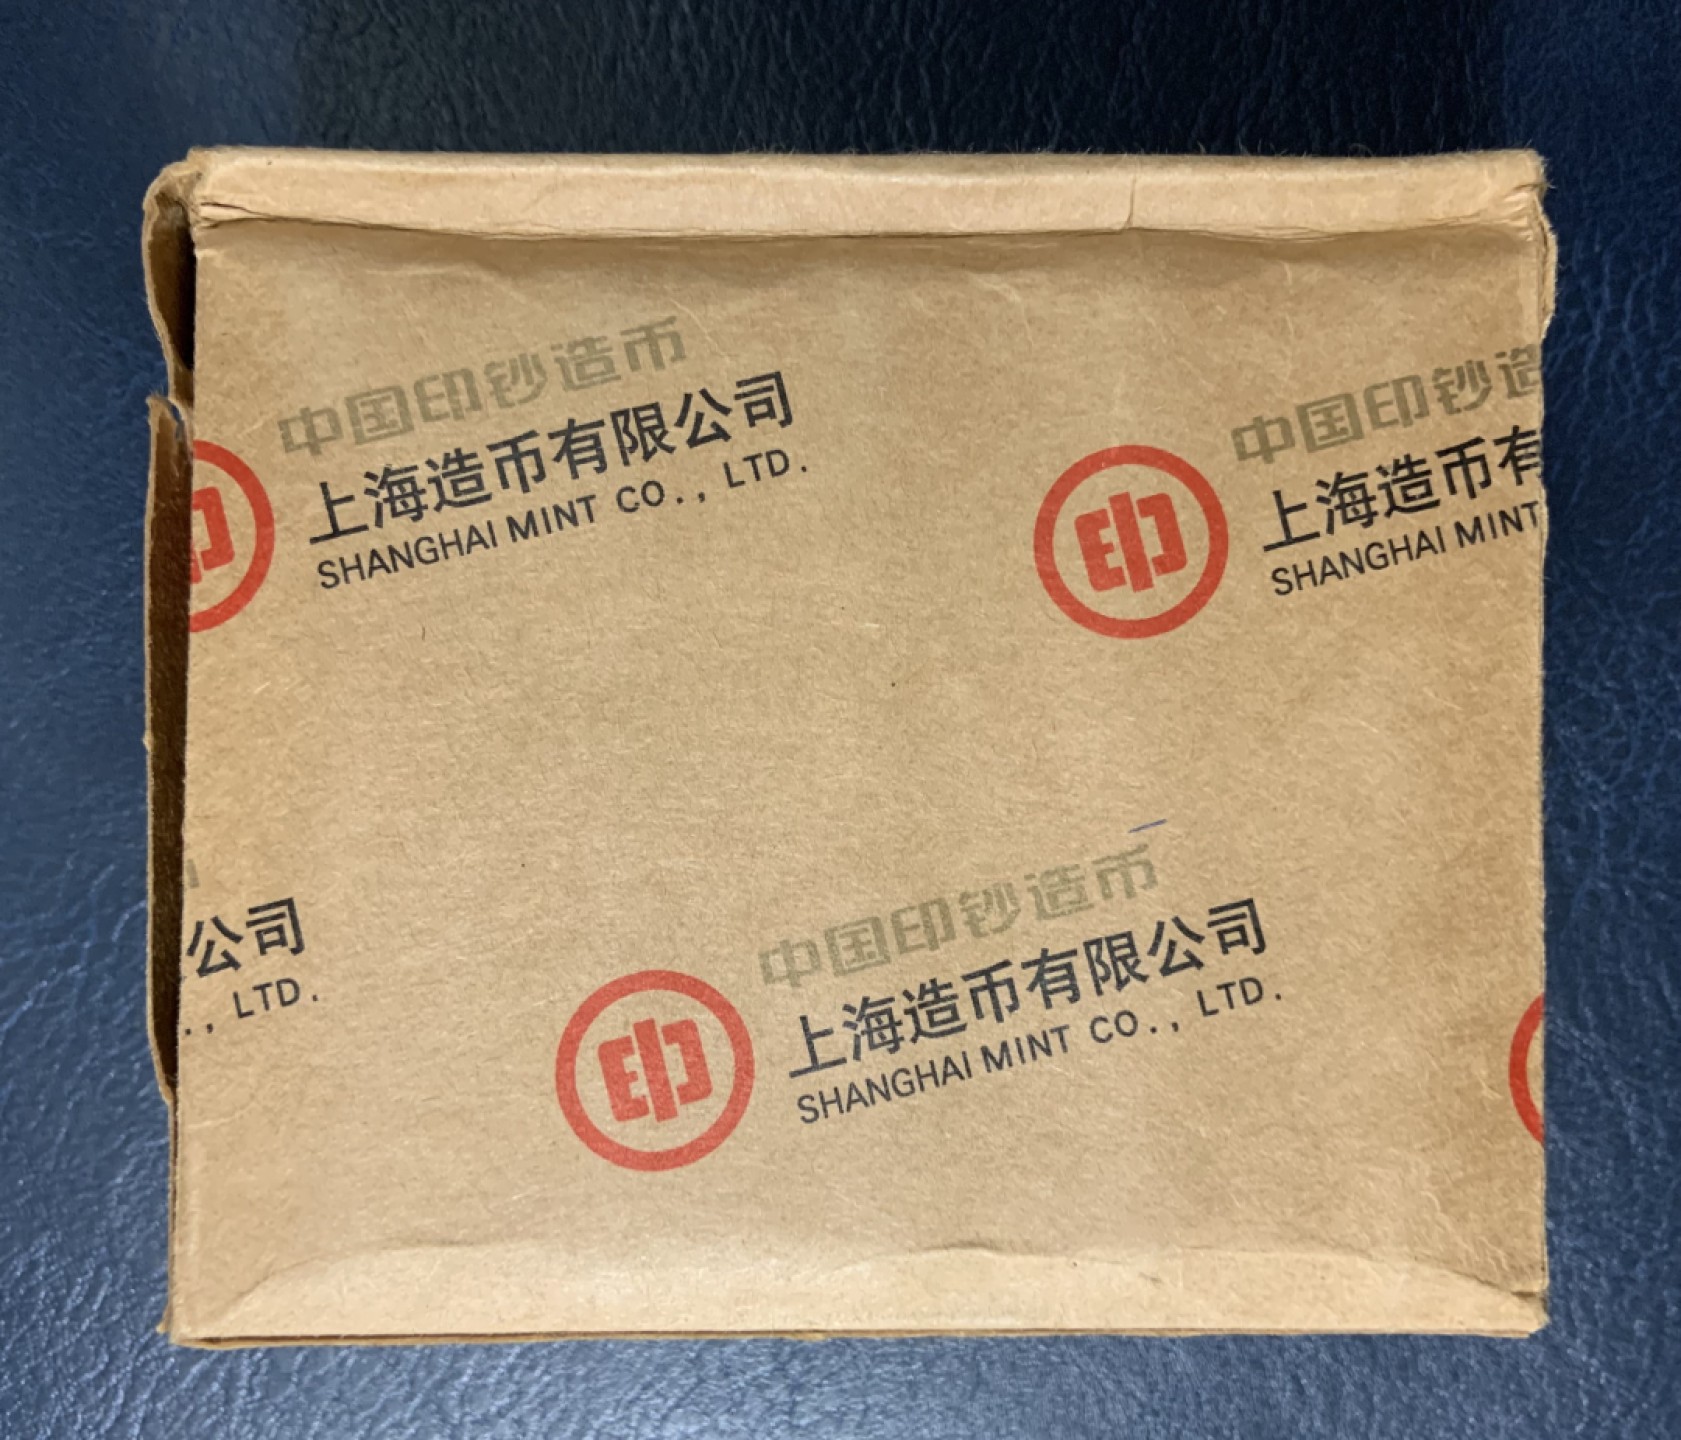 中国印钞造币
上海造币有限公司
SHANGHAI MINT CO., LTD.
印
中国印钞造
上海造币有
SHANGHAI MINT
公司
., LTD.
印
中国印钞造币
上海造币有限公司
SHANGHAI MINT CO., LTD.